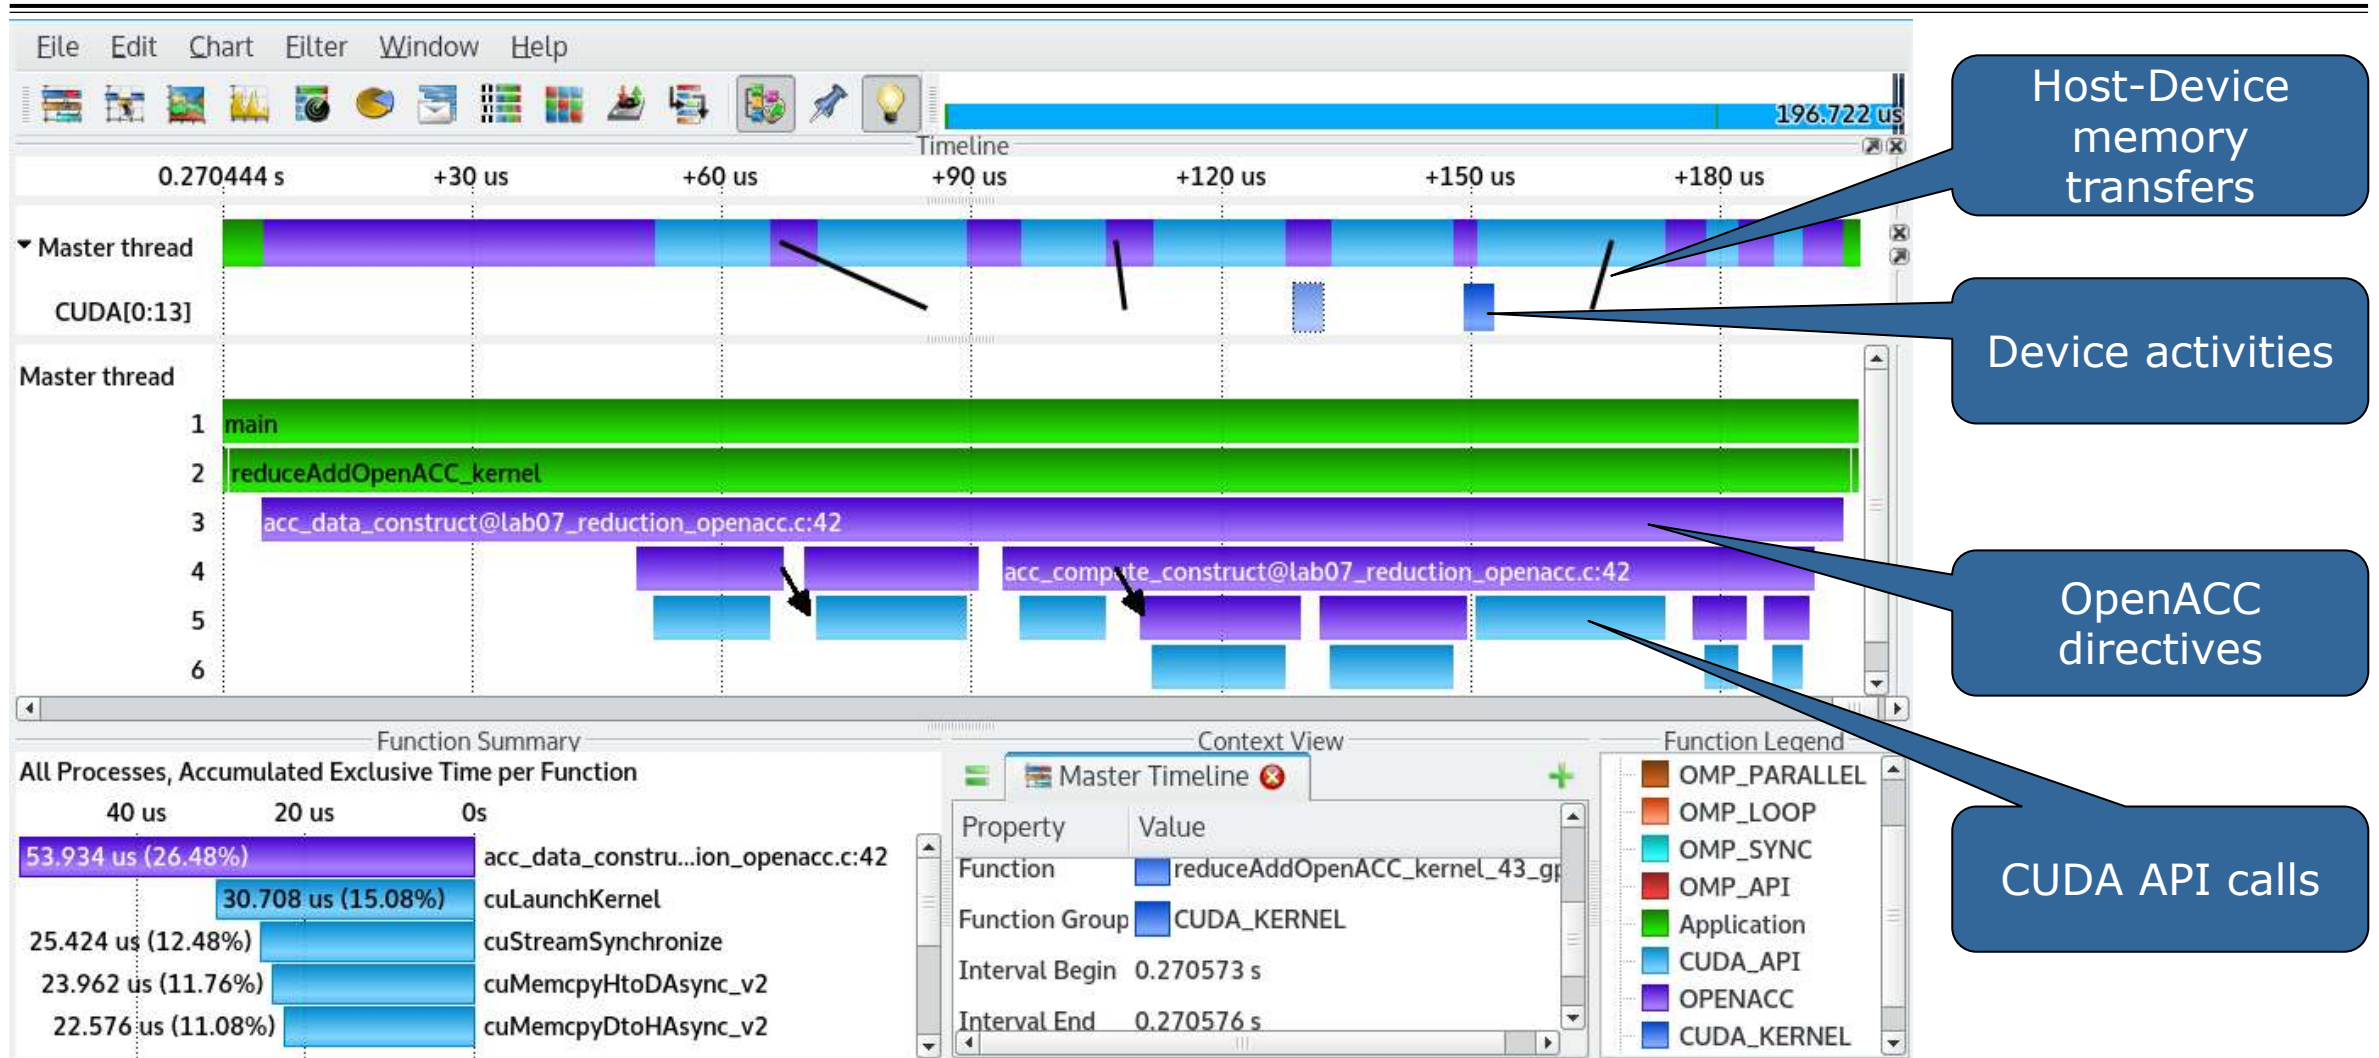 File Edit Chart Filter Window Help
196.722 us
Timeline
0.270444 s +30 us +60 us +90 us +120 us +150 us +180 us
Master thread
CUDA[0:13]
Master thread
1 main
2 reduceAddOpenACC_kernel
3 acc_data_construct@lab07_reduction_openacc.c:42
4 acc_compute_construct@lab07_reduction_openacc.c:42
5
6
Host-Device
memory
transfers
Device activities
OpenACC
directives
CUDA API calls
Function Summary
All Processes, Accumulated Exclusive Time per Function
40 us 20 us 0s
53.934 us (26.48%) acc_data_constru...ion_openacc.c:42
30.708 us (15.08%) cuLaunchKernel
25.424 us (12.48%) cuStreamSynchronize
23.962 us (11.76%) cuMemcpyHtoDAsync_v2
22.576 us (11.08%) cuMemcpyDtoHAsync_v2
Context View
Master Timeline
Property Value
Function reduceAddOpenACC_kernel_43_gp
Function Group CUDA_KERNEL
Interval Begin 0.270573 s
Interval End 0.270576 s
Function Legend
OMP_PARALLEL
OMP_LOOP
OMP_SYNC
OMP_API
Application
CUDA_API
OPENACC
CUDA_KERNEL